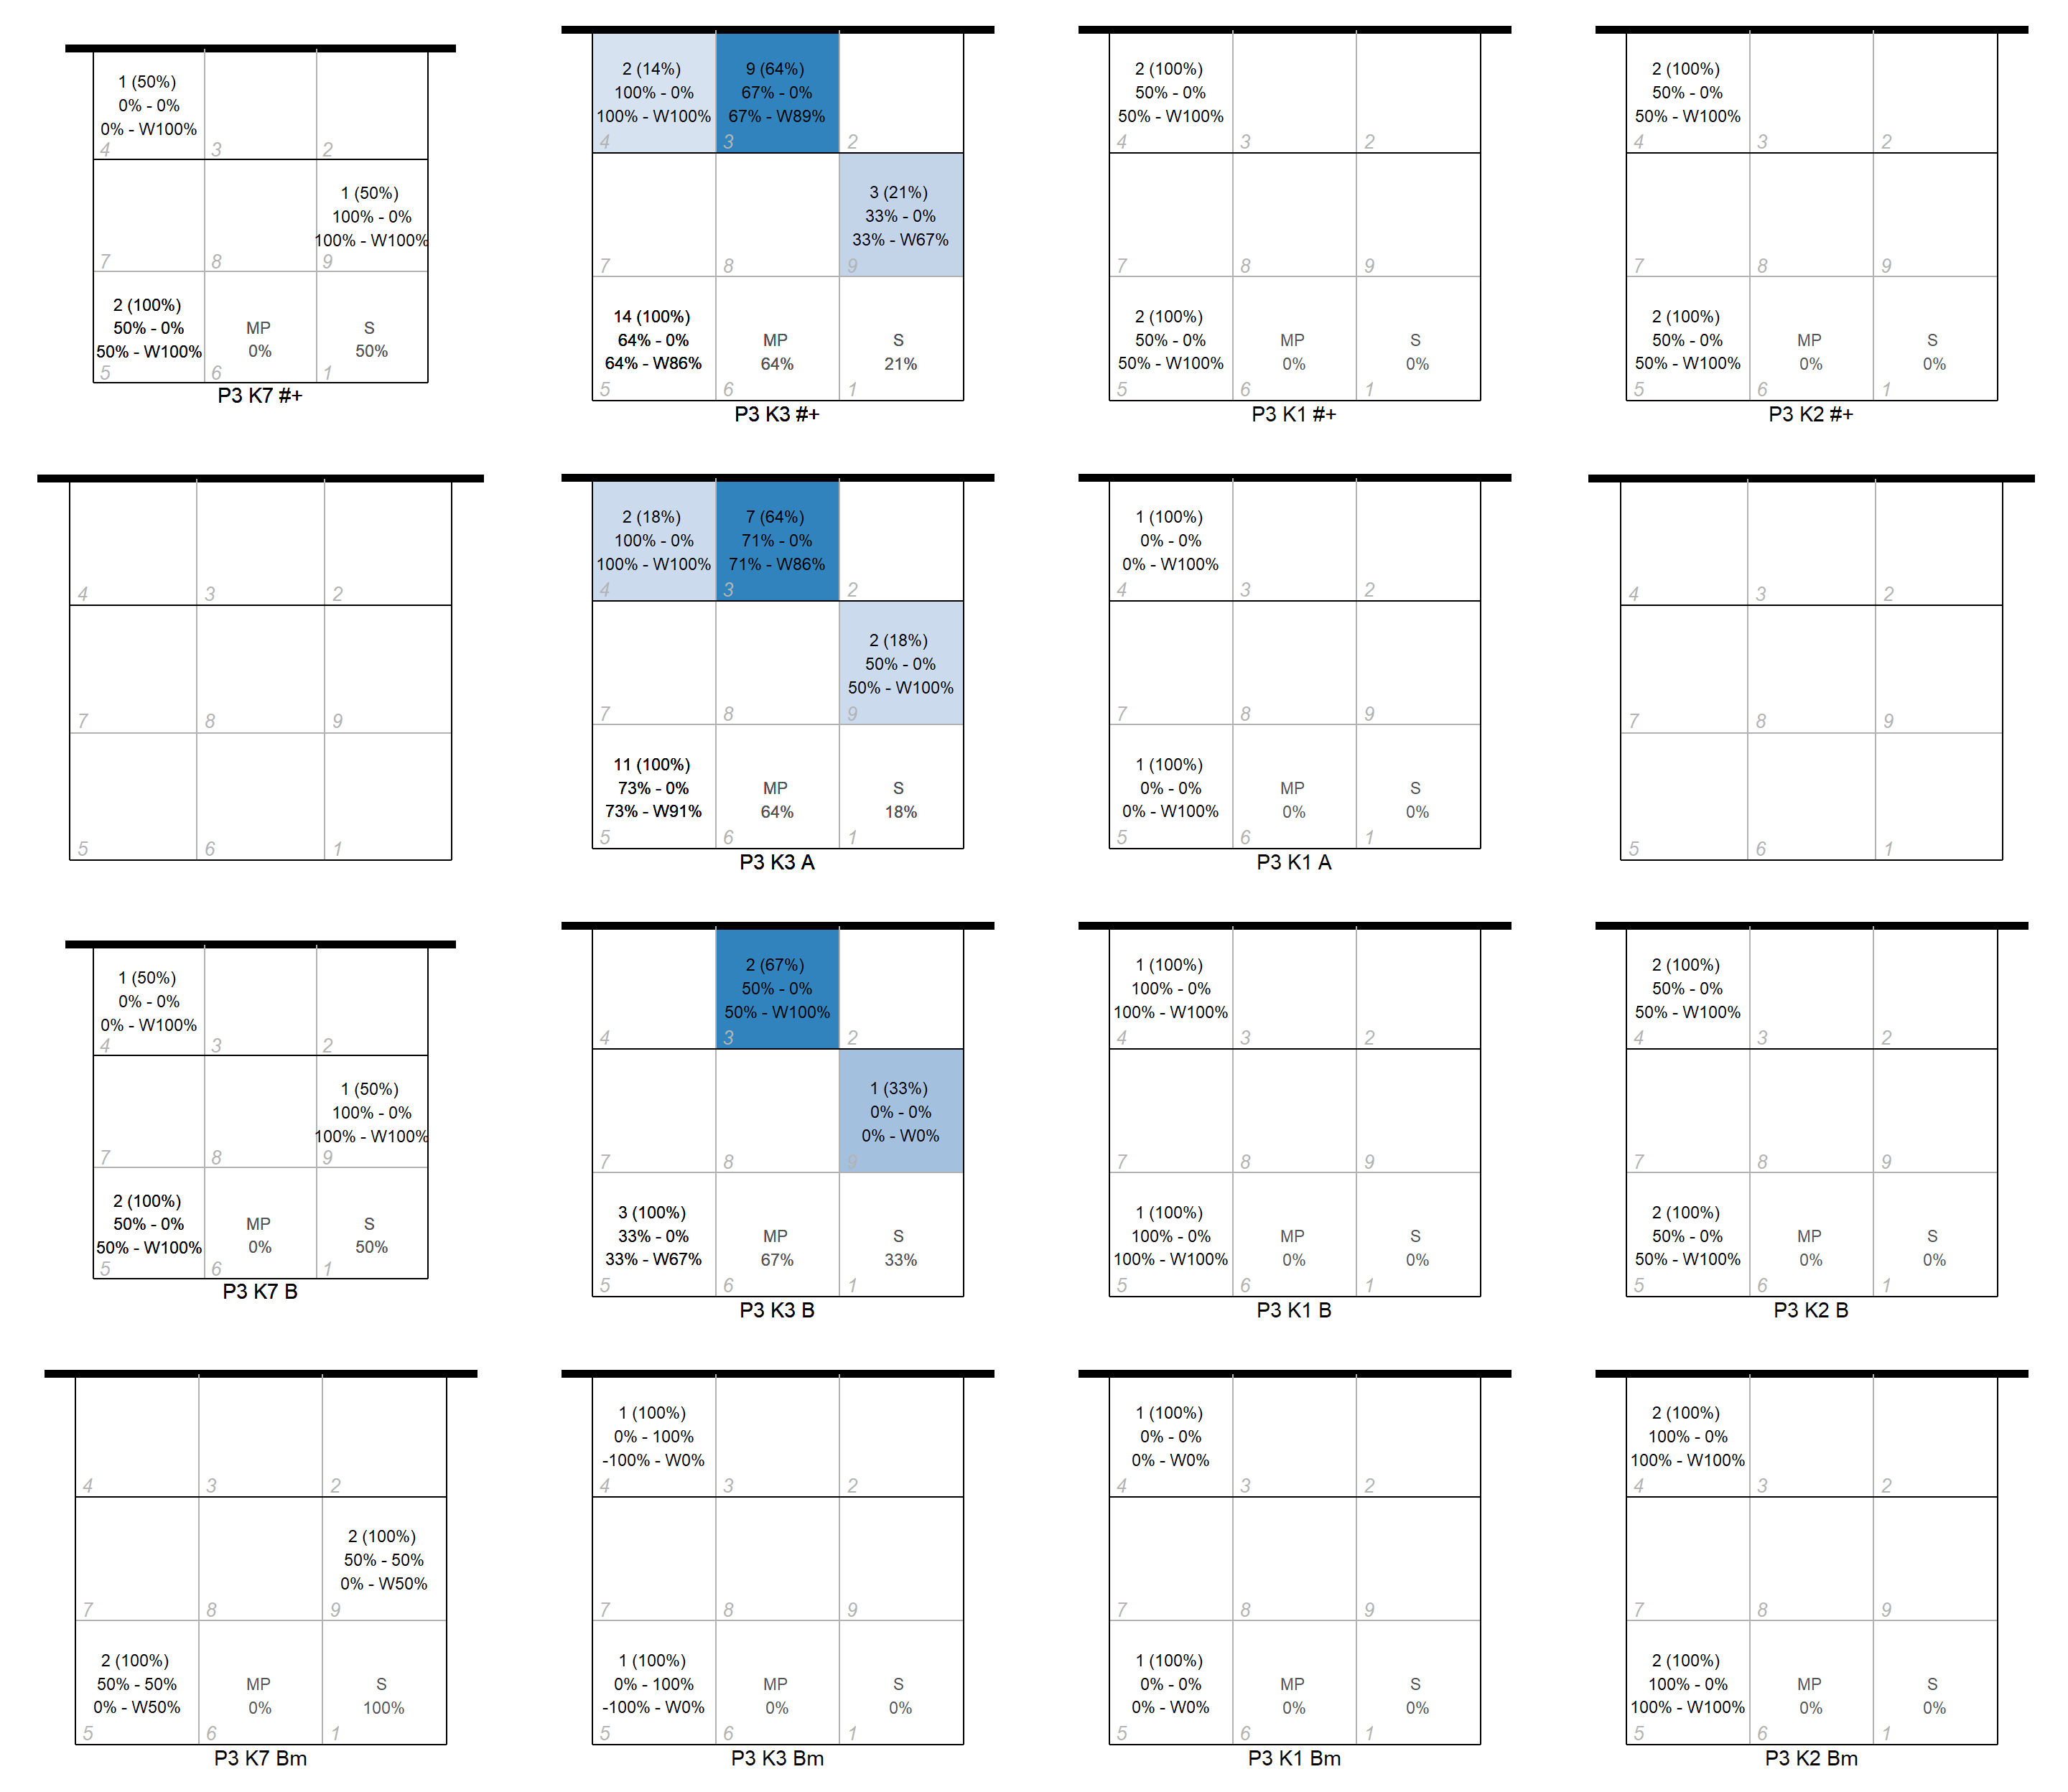 1 (50%)
0% - 0%
0% - W100%
4 3 2
1 (50%)
100% - 0%
100% - W100%
7 8 9
2 (100%)
50% - 0% MP S
50% - W100% 0% 50%
5 6 1
P3 K7 #+
2 (14%) 9 (64%)
100% - 0% 67% - 0%
100% - W100% 67% - W89%
4 3 2
3 (21%)
33% - 0%
33% - W67%
7 8 9
14 (100%)
64% - 0% MP S
64% - W86% 64% 21%
5 6 1
P3 K3 #+
2 (100%)
50% - 0%
50% - W100%
4 3 2
7 8 9
2 (100%)
50% - 0% MP S
50% - W100% 0% 0%
5 6 1
P3 K1 #+
2 (100%)
50% - 0%
50% - W100%
4 3 2
7 8 9
2 (100%)
50% - 0% MP S
50% - W100% 0% 0%
5 6 1
P3 K2 #+
4 3 2
7 8 9
5 6 1
2 (18%) 7 (64%)
100% - 0% 71% - 0%
100% - W100% 71% - W86%
4 3 2
2 (18%)
50% - 0%
50% - W100%
7 8 9
11 (100%)
73% - 0% MP S
73% - W91% 64% 18%
5 6 1
P3 K3 A
1 (100%)
0% - 0%
0% - W100%
4 3 2
7 8 9
1 (100%)
0% - 0% MP S
0% - W100% 0% 0%
5 6 1
P3 K1 A
4 3 2
7 8 9
5 6 1
1 (50%)
0% - 0%
0% - W100%
4 3 2
1 (50%)
100% - 0%
100% - W100%
7 8 9
2 (100%)
50% - 0% MP S
50% - W100% 0% 50%
5 6 1
P3 K7 B
2 (67%)
50% - 0%
50% - W100%
4 3 2
1 (33%)
0% - 0%
0% - W0%
7 8 9
3 (100%)
33% - 0% MP S
33% - W67% 67% 33%
5 6 1
P3 K3 B
1 (100%)
100% - 0%
100% - W100%
4 3 2
7 8 9
1 (100%)
100% - 0% MP S
100% - W100% 0% 0%
5 6 1
P3 K1 B
2 (100%)
50% - 0%
50% - W100%
4 3 2
7 8 9
2 (100%)
50% - 0% MP S
50% - W100% 0% 0%
5 6 1
P3 K2 B
4 3 2
2 (100%)
50% - 50%
0% - W50%
7 8 9
2 (100%)
50% - 50% MP S
0% - W50% 0% 100%
5 6 1
P3 K7 Bm
1 (100%)
0% - 100%
-100% - W0%
4 3 2
7 8 9
1 (100%)
0% - 100% MP S
-100% - W0% 0% 0%
5 6 1
P3 K3 Bm
1 (100%)
0% - 0%
0% - W0%
4 3 2
7 8 9
1 (100%)
0% - 0% MP S
0% - W0% 0% 0%
5 6 1
P3 K1 Bm
2 (100%)
100% - 0%
100% - W100%
4 3 2
7 8 9
2 (100%)
100% - 0% MP S
100% - W100% 0% 0%
5 6 1
P3 K2 Bm